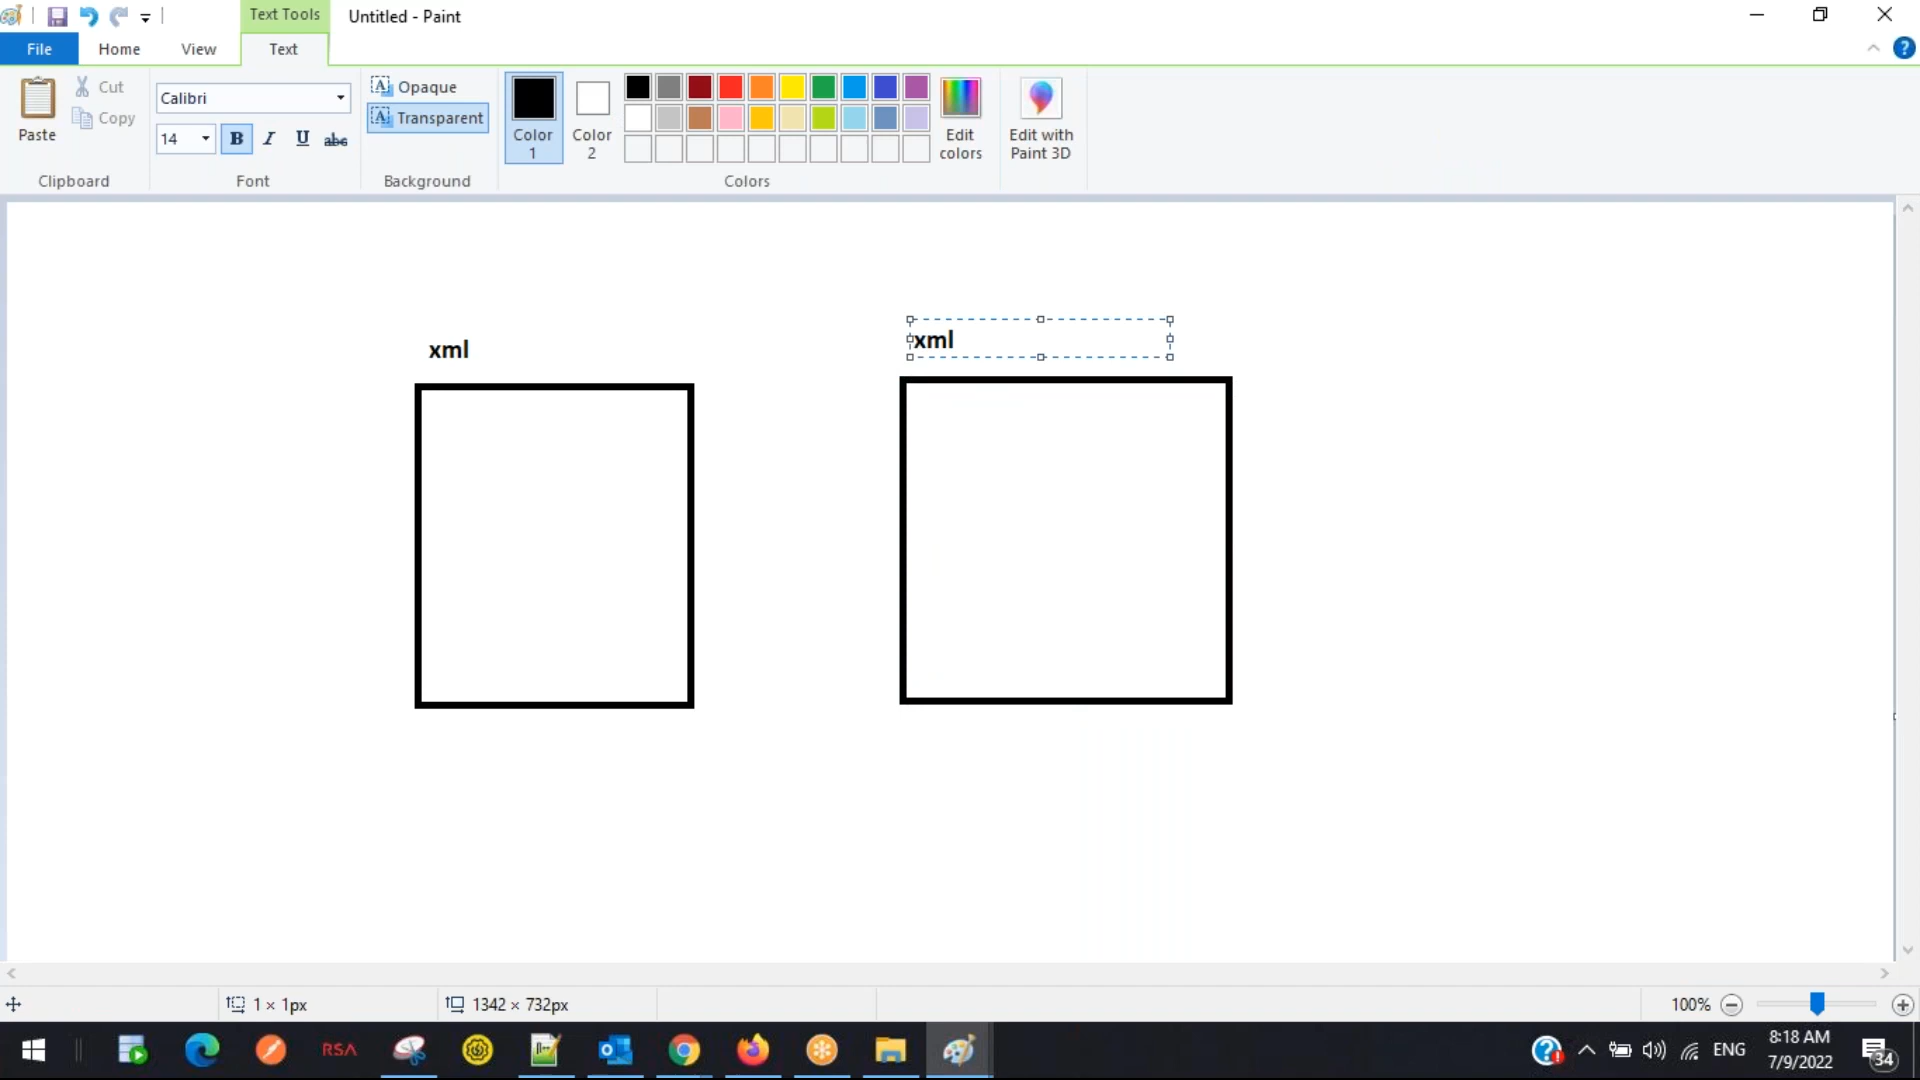 Text Tools
Untitled - Paint
File
Home
View
Text
Paste
Cut
Copy
Clipboard
Calibri
14
B I U abc
Font
Opaque
Transparent
Background
Color 1
Color 2
Colors
Edit colors
Edit with Paint 3D
xml
xml
1 × 1px
1342 × 732px
100%
RSA
ENG
8:18 AM
7/9/2022
34